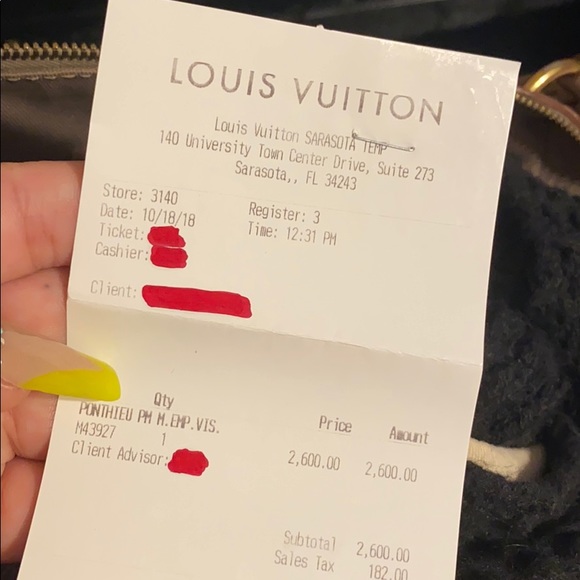 LOUIS VUITTON
Louis Vuitton SARASOTA TEMP
140 University Town Center Drive, Suite 273
Sarasota,, FL 34243
Store: 3140 Register: 3
Date: 10/18/18 Time: 12:31 PM
Ticket:
Cashier:
Client:
Qty Price Amount
PONTHIEU PM M.EMP.VIS.
M43927 1 2,600.00 2,600.00
Client Advisor:
Subtotal 2,600.00
Sales Tax 182.00